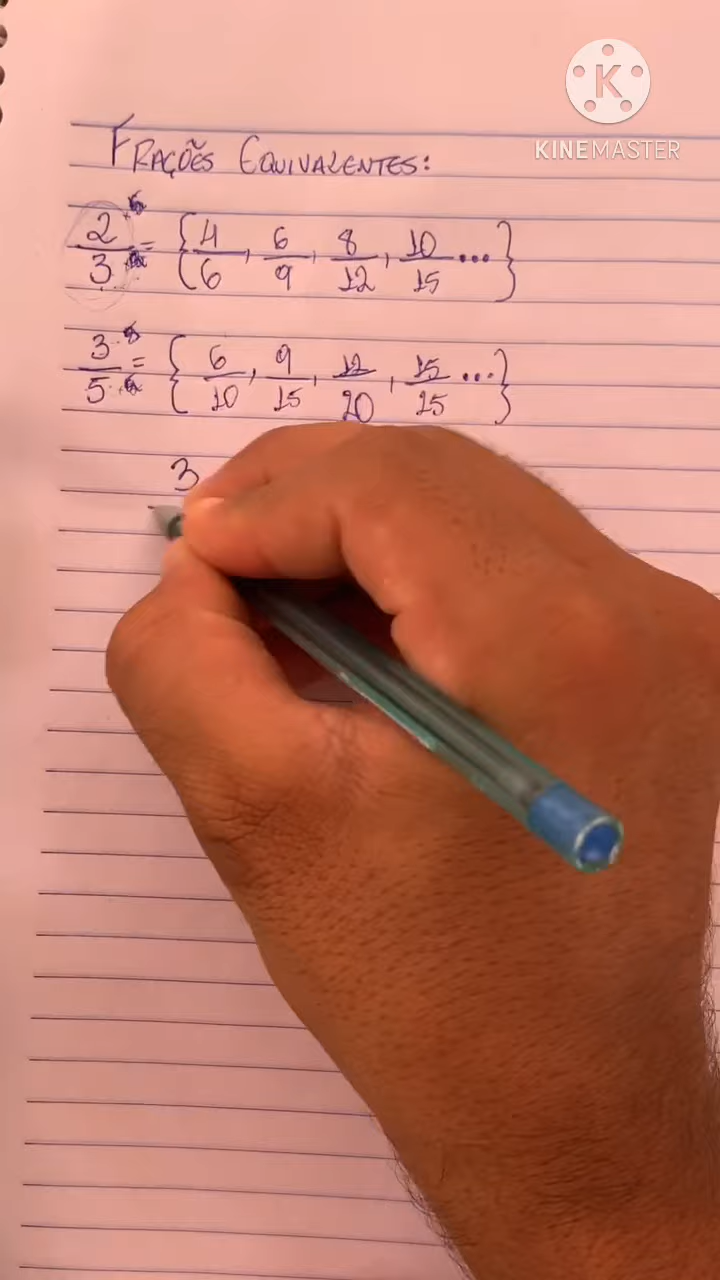 K
KINEMASTER
FRAÇÕES EQUIVALENTES:
2/3 = { 4/6, 6/9, 8/12, 10/15 ... }
3/5 = { 6/10, 9/15, 12/20, 15/25 ... }
3